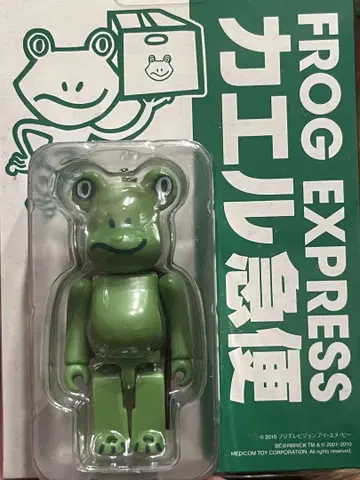 FROG EXPRESS
カエル急便
© 2010 フジテレビジョン アイ・エヌ・ピー
BE@RBRICK TM & © 2001-2010
MEDICOM TOY CORPORATION. All rights reserved.